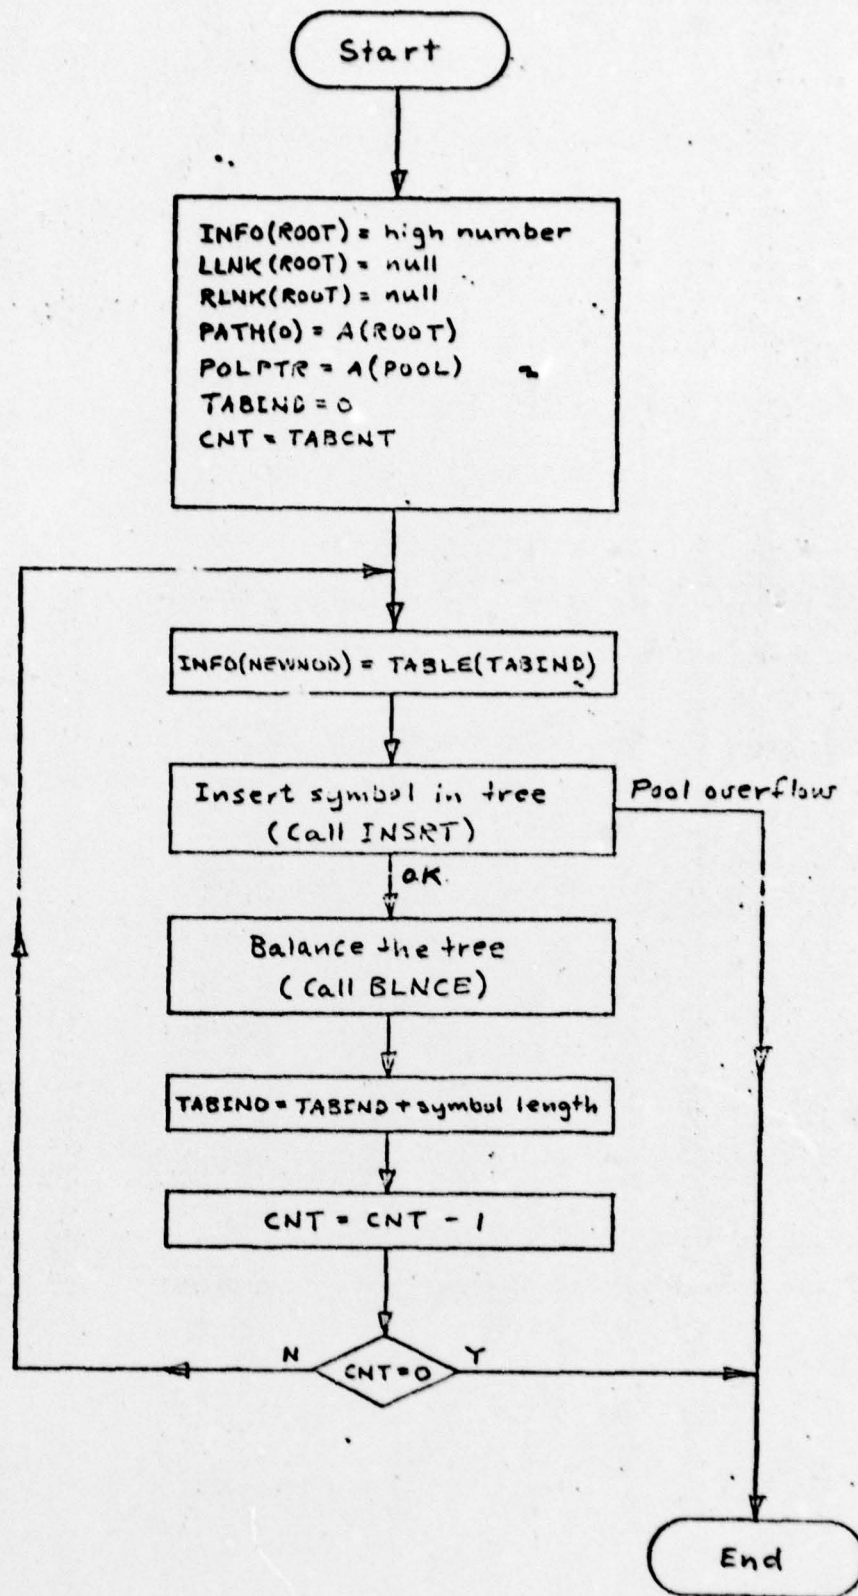 Start
INFO(ROOT) = high number
LLNK(ROOT) = null
RLNK(ROOT) = null
PATH(0) = A(ROOT)
POLPTR = A(POOL)
TABIND = 0
CNT = TABCNT
INFO(NEWNOD) = TABLE(TABIND)
Insert symbol in tree
(Call INSRT)
Pool overflow
OK
Balance the tree
(Call BLNCE)
TABIND = TABIND + symbol length
CNT = CNT - 1
N
CNT=0
Y
End